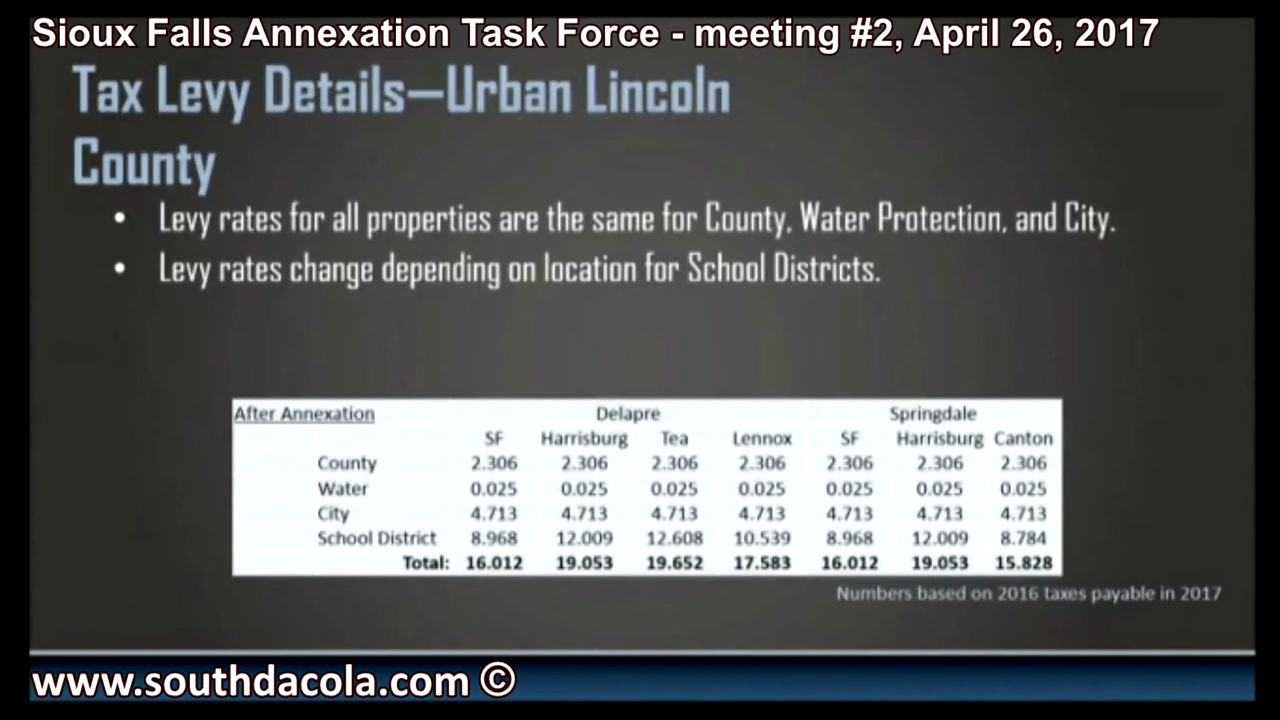 Sioux Falls Annexation Task Force - meeting #2, April 26, 2017
Tax Levy Details—Urban Lincoln
County
• Levy rates for all properties are the same for County, Water Protection, and City.
• Levy rates change depending on location for School Districts.
After Annexation Delapre Springdale
SF Harrisburg Tea Lennox SF Harrisburg Canton
County 2.306 2.306 2.306 2.306 2.306 2.306 2.306
Water 0.025 0.025 0.025 0.025 0.025 0.025 0.025
City 4.713 4.713 4.713 4.713 4.713 4.713 4.713
School District 8.968 12.009 12.608 10.539 8.968 12.009 8.784
Total: 16.012 19.053 19.652 17.583 16.012 19.053 15.828
Numbers based on 2016 taxes payable in 2017
www.southdacola.com ©